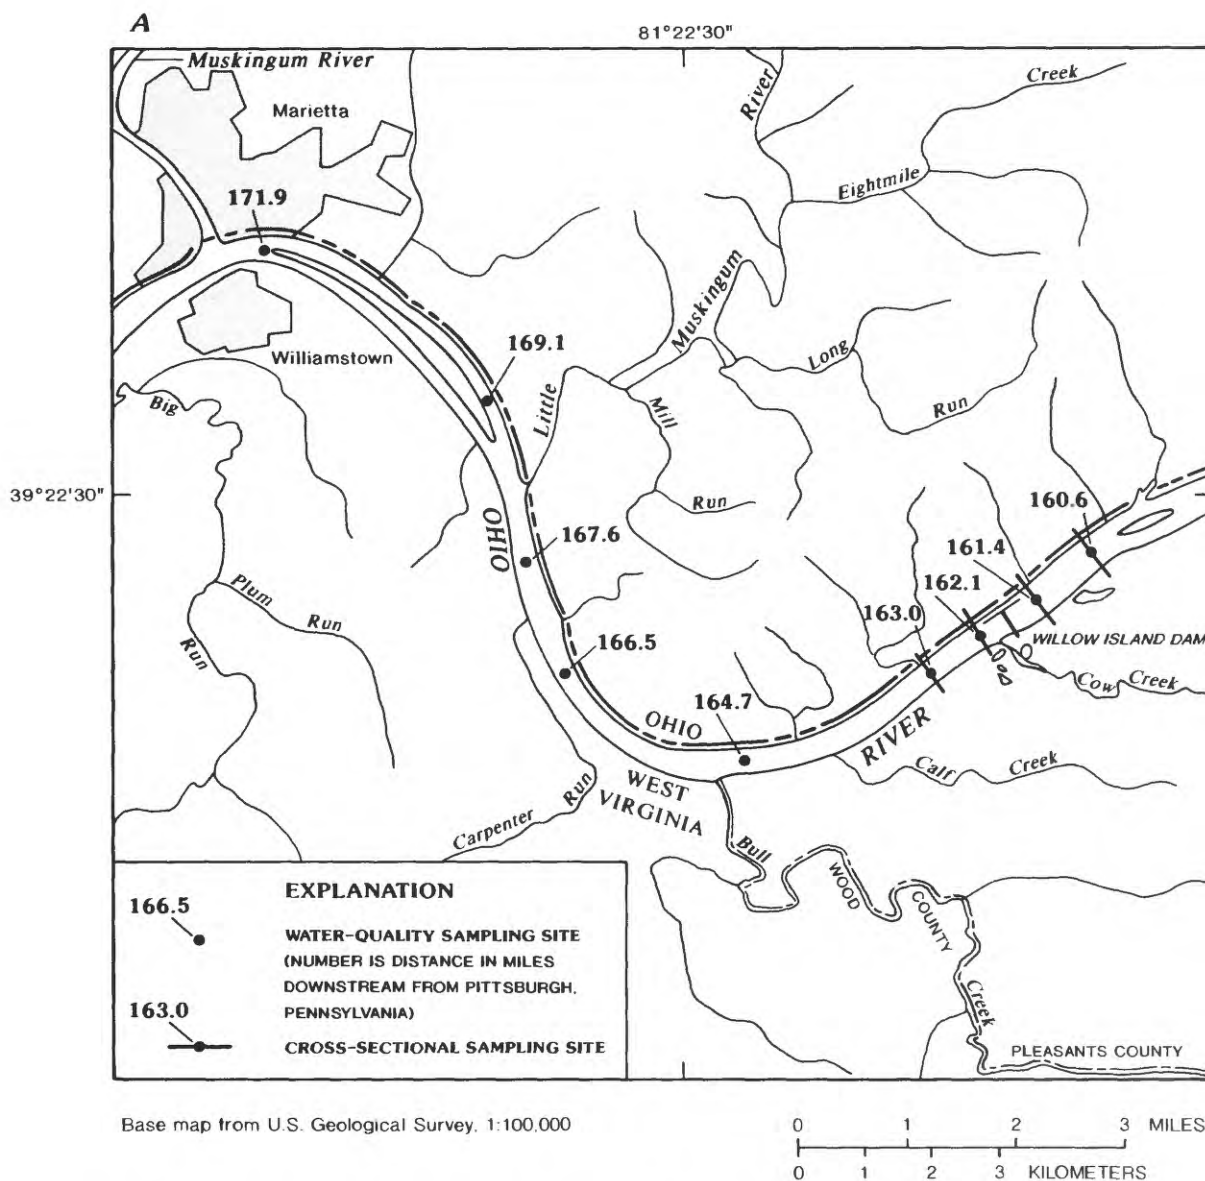 A
81°22'30"
Muskingum River
Marietta
River
Creek
Eightmile
171.9
Muskingum
Williamstown
169.1
Long
Big
Little
Mill
Run
39°22'30"
OHIO
Run
160.6
167.6
161.4
162.1
Plum
Run
163.0
Run
166.5
WILLOW ISLAND DAM
Cow Creek
164.7
OHIO
RIVER
WEST
VIRGINIA
Calf Creek
Carpenter Run
Bull
WOOD
COUNTY
Creek
PLEASANTS COUNTY
EXPLANATION
166.5
WATER-QUALITY SAMPLING SITE
(NUMBER IS DISTANCE IN MILES
DOWNSTREAM FROM PITTSBURGH,
PENNSYLVANIA)
163.0
CROSS-SECTIONAL SAMPLING SITE
Base map from U.S. Geological Survey, 1:100,000
0 1 2 3 MILES
0 1 2 3 KILOMETERS